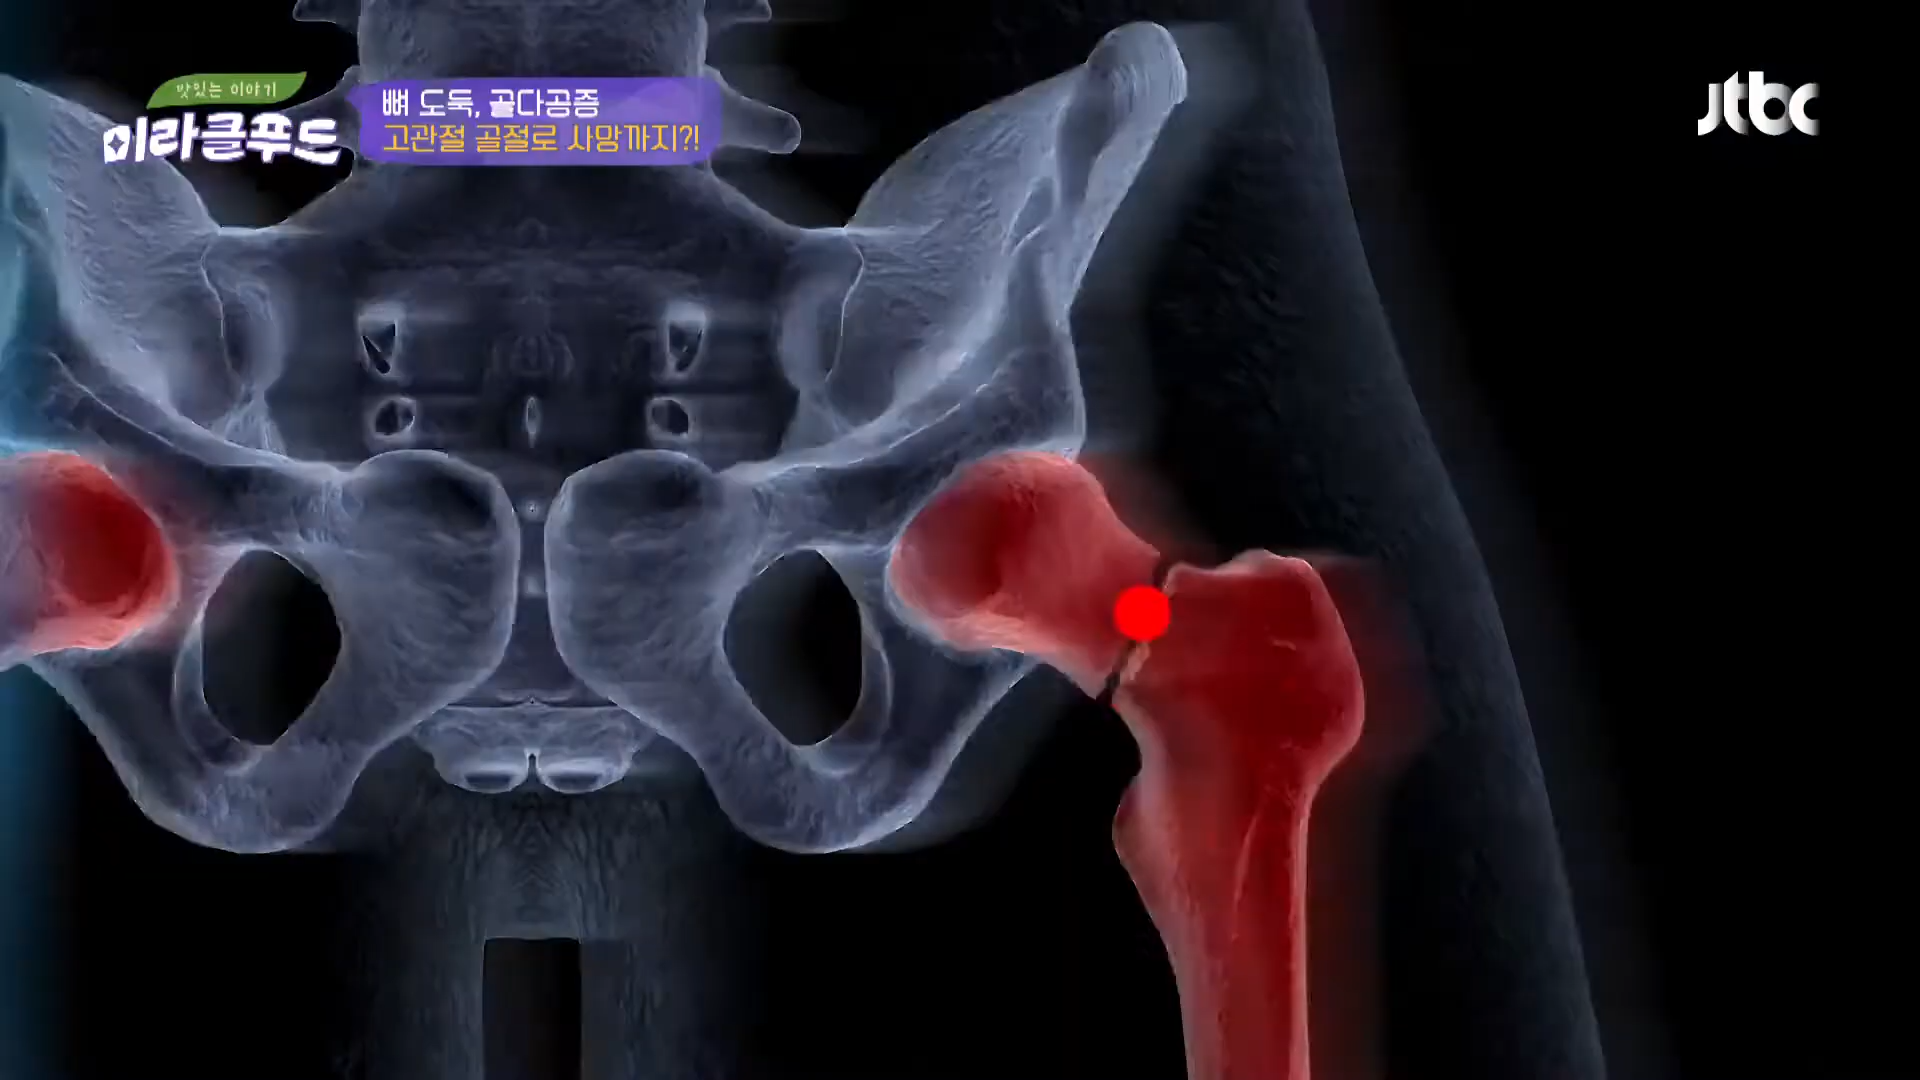 맛있는 이야기
미라클푸드
뼈 도둑, 골다공증
고관절 골절로 사망까지?!
jtbc